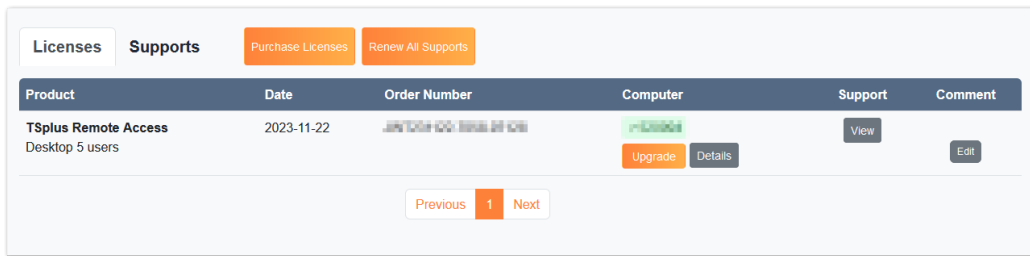 Licenses Supports Purchase Licenses Renew All Supports
Product Date Order Number Computer Support Comment
TSplus Remote Access 2023-11-22 View
Desktop 5 users Upgrade Details Edit
Previous 1 Next